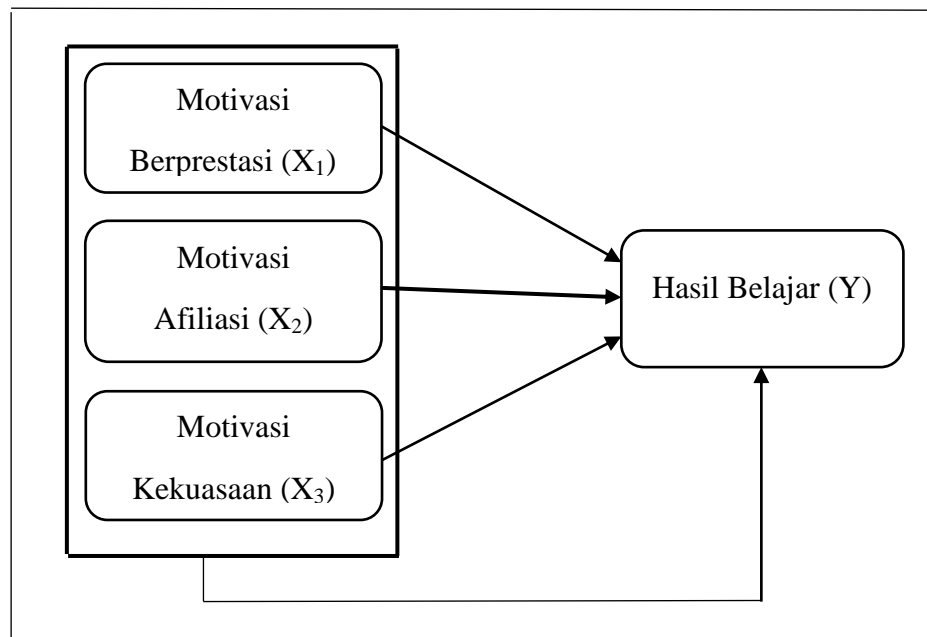 Motivasi
Berprestasi (X₁)
Motivasi
Afiliasi (X₂)
Motivasi
Kekuasaan (X₃)
Hasil Belajar (Y)